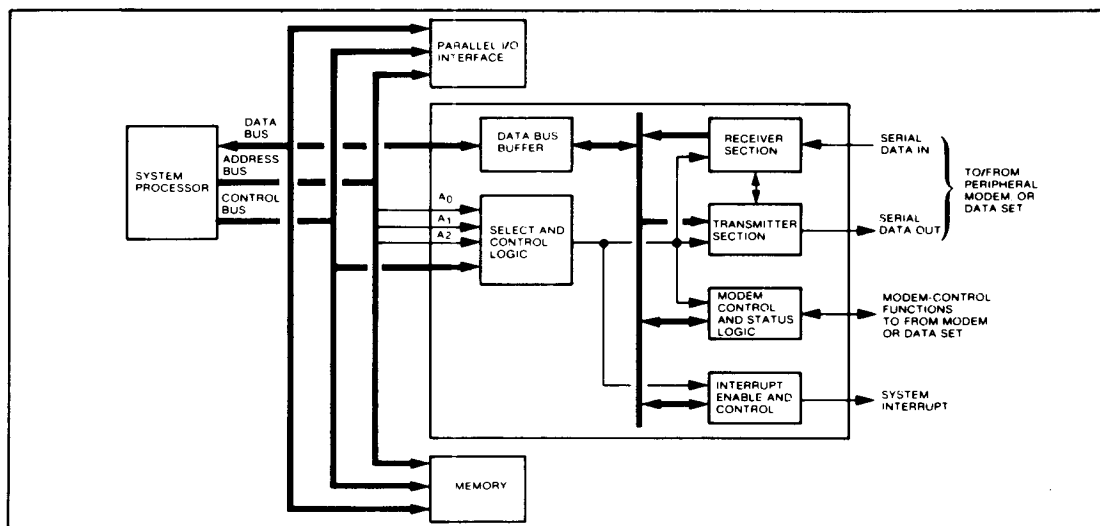 PARALLEL I/O
INTERFACE
DATA
BUS
ADDRESS
BUS
CONTROL
BUS
SYSTEM
PROCESSOR
DATA BUS
BUFFER
RECEIVER
SECTION
SERIAL
DATA IN
TO/FROM
PERIPHERAL
MODEM, OR
DATA SET
A0
A1
A2
SELECT AND
CONTROL
LOGIC
TRANSMITTER
SECTION
SERIAL
DATA OUT
MODEM
CONTROL
AND STATUS
LOGIC
MODEM-CONTROL
FUNCTIONS
TO FROM MODEM
OR DATA SET
INTERRUPT
ENABLE AND
CONTROL
SYSTEM
INTERRUPT
MEMORY